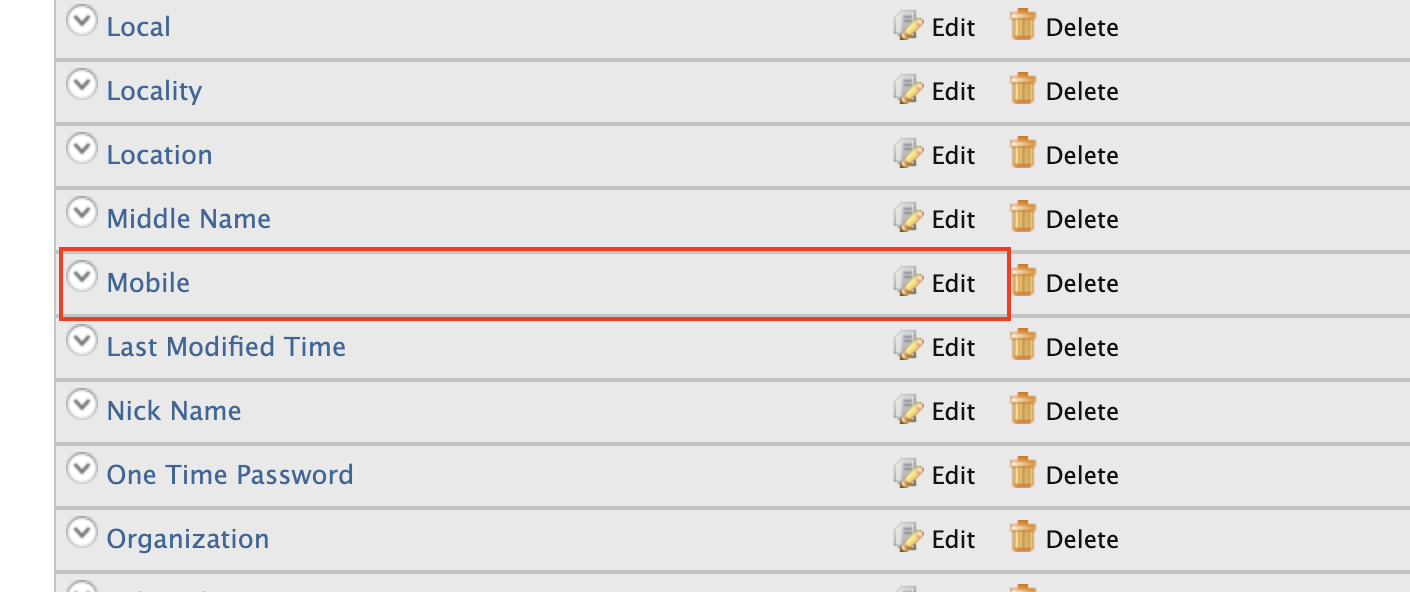 Local Edit Delete
Locality Edit Delete
Location Edit Delete
Middle Name Edit Delete
Mobile Edit Delete
Last Modified Time Edit Delete
Nick Name Edit Delete
One Time Password Edit Delete
Organization Edit Delete